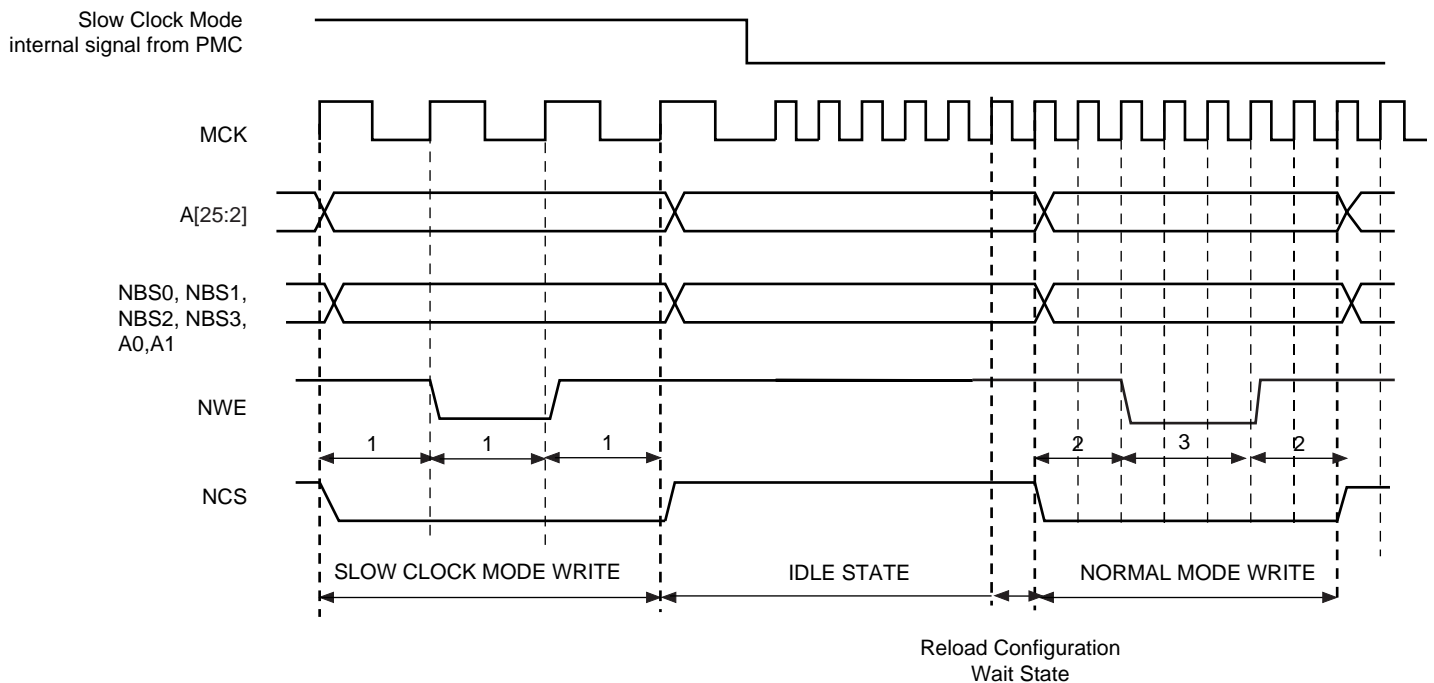 Slow Clock Mode
internal signal from PMC
MCK
A[25:2]
NBS0, NBS1,
NBS2, NBS3,
A0,A1
NWE
1 1 1 2 3 2
NCS
SLOW CLOCK MODE WRITE IDLE STATE NORMAL MODE WRITE
Reload Configuration
Wait State